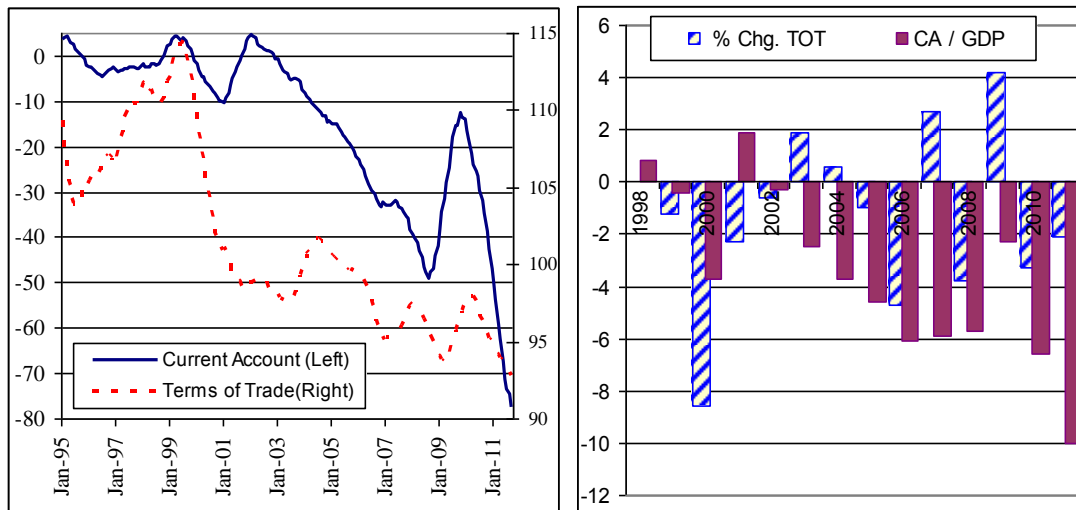 0
-10
-20
-30
-40
-50
-60
-70
-80
115
110
105
100
95
90
Current Account (Left)
Terms of Trade(Right)
Jan-95
Jan-97
Jan-99
Jan-01
Jan-03
Jan-05
Jan-07
Jan-09
Jan-11
6
4
2
0
-2
-4
-6
-8
-10
-12
% Chg. TOT
CA / GDP
1998
2000
2002
2004
2006
2008
2010